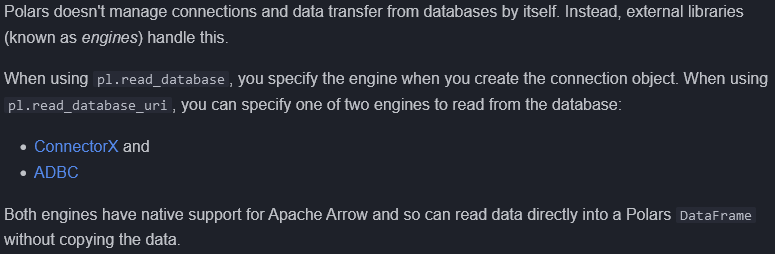 Polars doesn't manage connections and data transfer from databases by itself. Instead, external libraries
(known as engines) handle this.
When using pl.read_database, you specify the engine when you create the connection object. When using
pl.read_database_uri, you can specify one of two engines to read from the database:
• ConnectorX and
• ADBC
Both engines have native support for Apache Arrow and so can read data directly into a Polars DataFrame
without copying the data.